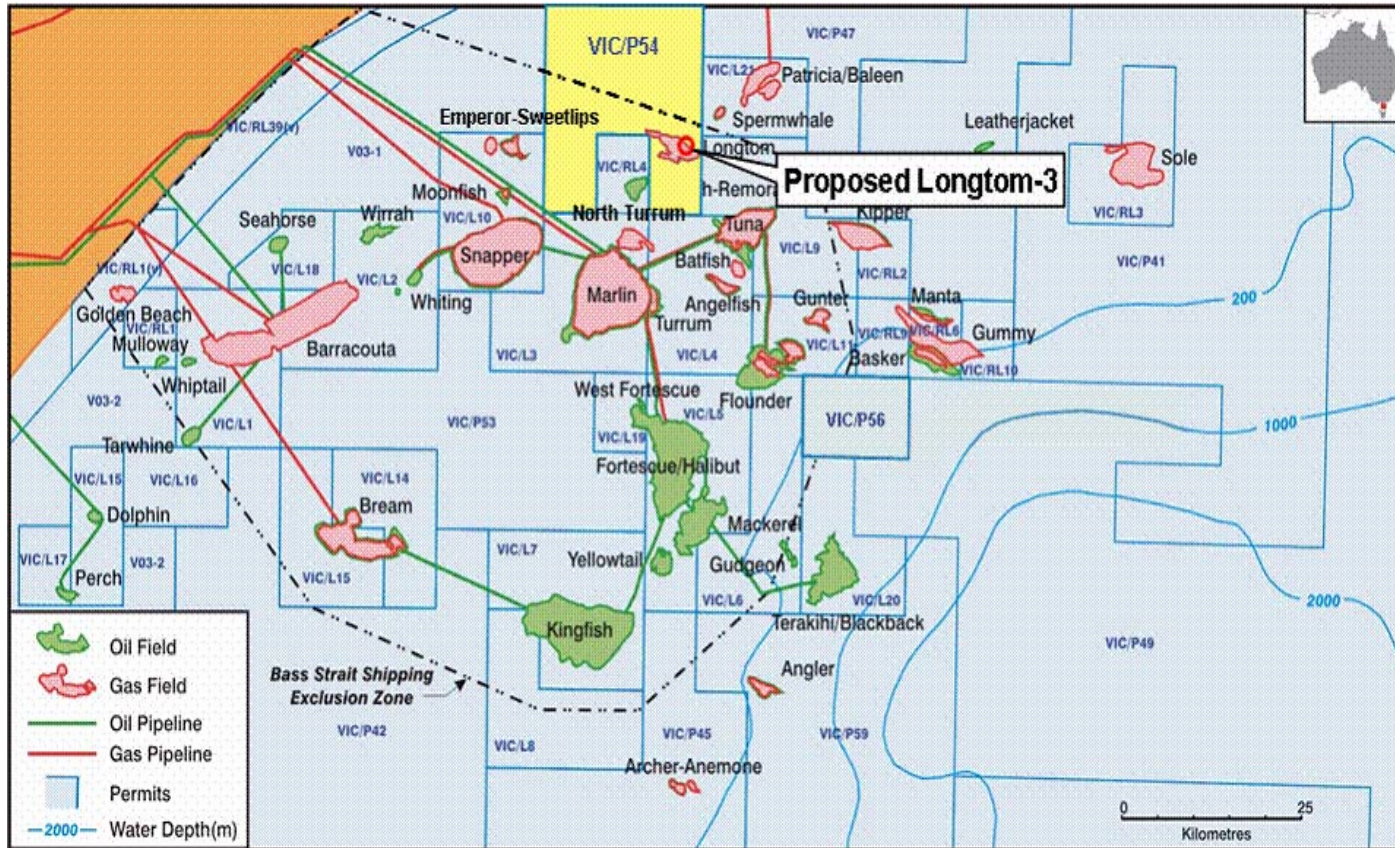 VIC/P54
VIC/P47
VIC/L21
Patricia/Baleen
Spermwhale
Emperor-Sweetlips
Leatherjacket
VIC/RL39(v)
V03-1
VIC/RL4
Longtom
Sole
Proposed Longtom-3
h-Remora
Moonfish
North Turrum
Kipper
VIC/RL3
Seahorse
Wirrah
VIC/L10
Tuna
Snapper
VIC/L9
VIC/P41
VIC/RL1(v)
VIC/L18
VIC/L2
Batfish
VIC/RL2
Whiting
Marlin
Angelfish
Gunter
Manta
200
Golden Beach
VIC/RL1
Mulloway
Barracouta
VIC/L3
Turrum
VIC/L4
VIC/L11
VIC/RL9
VIC/RL6
Gummy
Basker
VIC/RL10
Whiptail
West Fortescue
Flounder
V03-2
VIC/L1
VIC/P53
VIC/L5
VIC/P56
1000
Tarwhine
VIC/L19
Fortescue/Halibut
VIC/L15
VIC/L16
VIC/L14
Bream
Dolphin
Mackerel
VIC/L17
V03-2
Perch
VIC/L7
Yellowtail
Gudgeon
VIC/L15
VIC/L6
VIC/L20
2000
Kingfish
Terakihi/Blackback
VIC/P49
Bass Strait Shipping
Exclusion Zone
Angler
VIC/P42
VIC/L8
VIC/P45
VIC/P59
Archer-Anemone
Oil Field
Gas Field
Oil Pipeline
Gas Pipeline
Permits
2000 Water Depth(m)
0 25
Kilometres